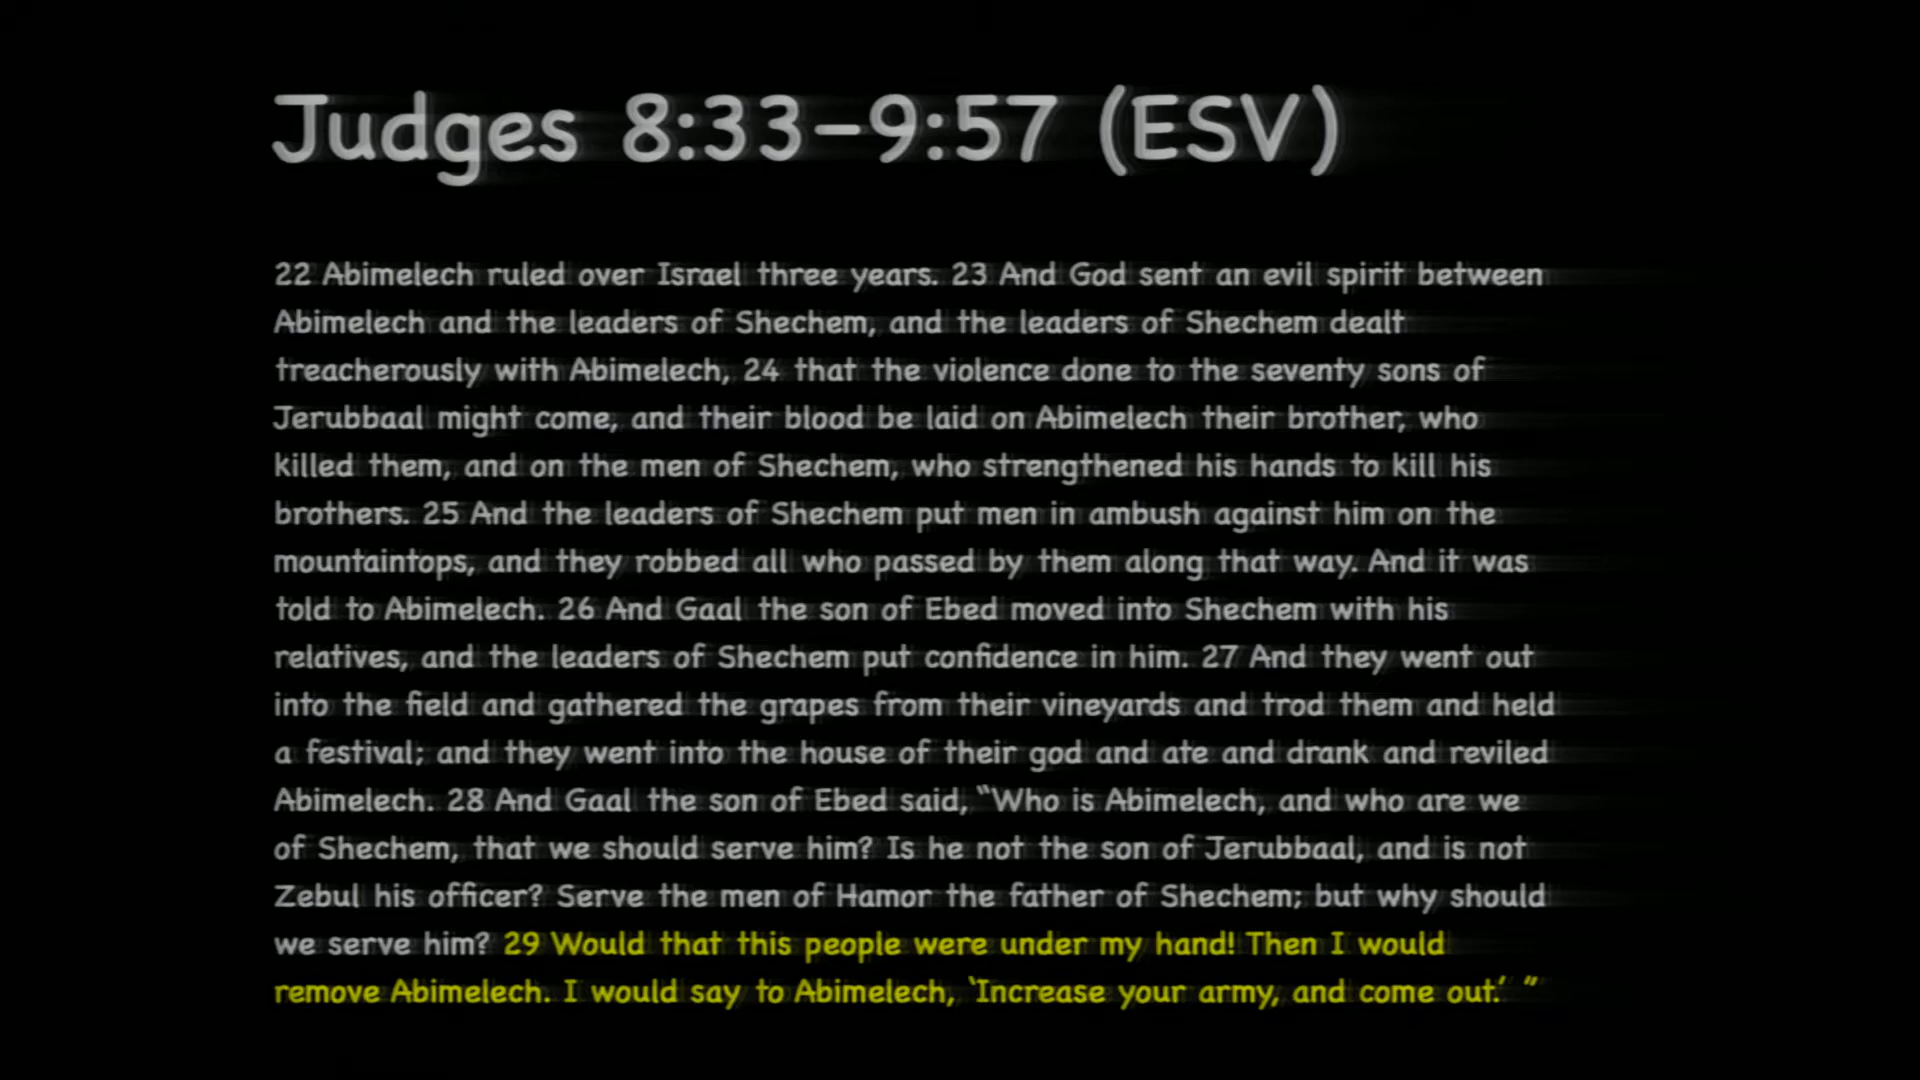 Judges 8:33–9:57 (ESV)
22 Abimelech ruled over Israel three years. 23 And God sent an evil spirit between
Abimelech and the leaders of Shechem, and the leaders of Shechem dealt
treacherously with Abimelech, 24 that the violence done to the seventy sons of
Jerubbaal might come, and their blood be laid on Abimelech their brother, who
killed them, and on the men of Shechem, who strengthened his hands to kill his
brothers. 25 And the leaders of Shechem put men in ambush against him on the
mountaintops, and they robbed all who passed by them along that way. And it was
told to Abimelech. 26 And Gaal the son of Ebed moved into Shechem with his
relatives, and the leaders of Shechem put confidence in him. 27 And they went out
into the field and gathered the grapes from their vineyards and trod them and held
a festival; and they went into the house of their god and ate and drank and reviled
Abimelech. 28 And Gaal the son of Ebed said, “Who is Abimelech, and who are we
of Shechem, that we should serve him? Is he not the son of Jerubbaal, and is not
Zebul his officer? Serve the men of Hamor the father of Shechem; but why should
we serve him? 29 Would that this people were under my hand! Then I would
remove Abimelech. I would say to Abimelech, ‘Increase your army, and come out.’ ”